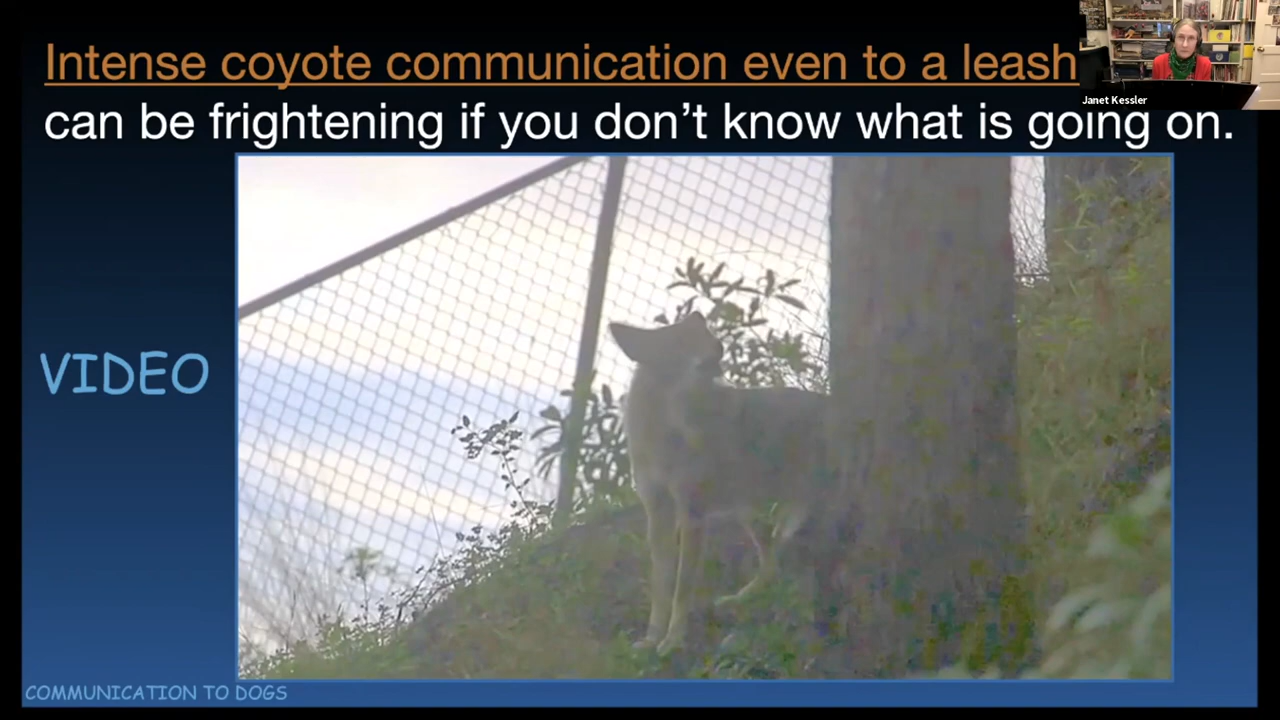 Intense coyote communication even to a leash
can be frightening if you don't know what is going on.
Janet Kessler
VIDEO
COMMUNICATION TO DOGS